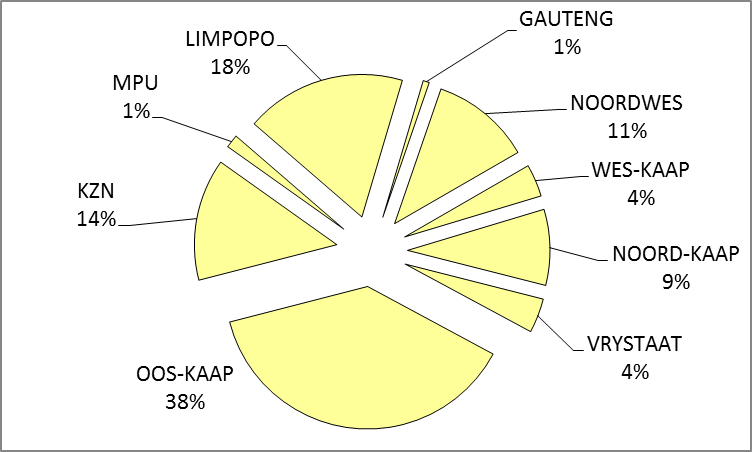 GAUTENG
1%
NOORDWES
11%
WES-KAAP
4%
NOORD-KAAP
9%
VRYSTAAT
4%
OOS-KAAP
38%
KZN
14%
MPU
1%
LIMPOPO
18%